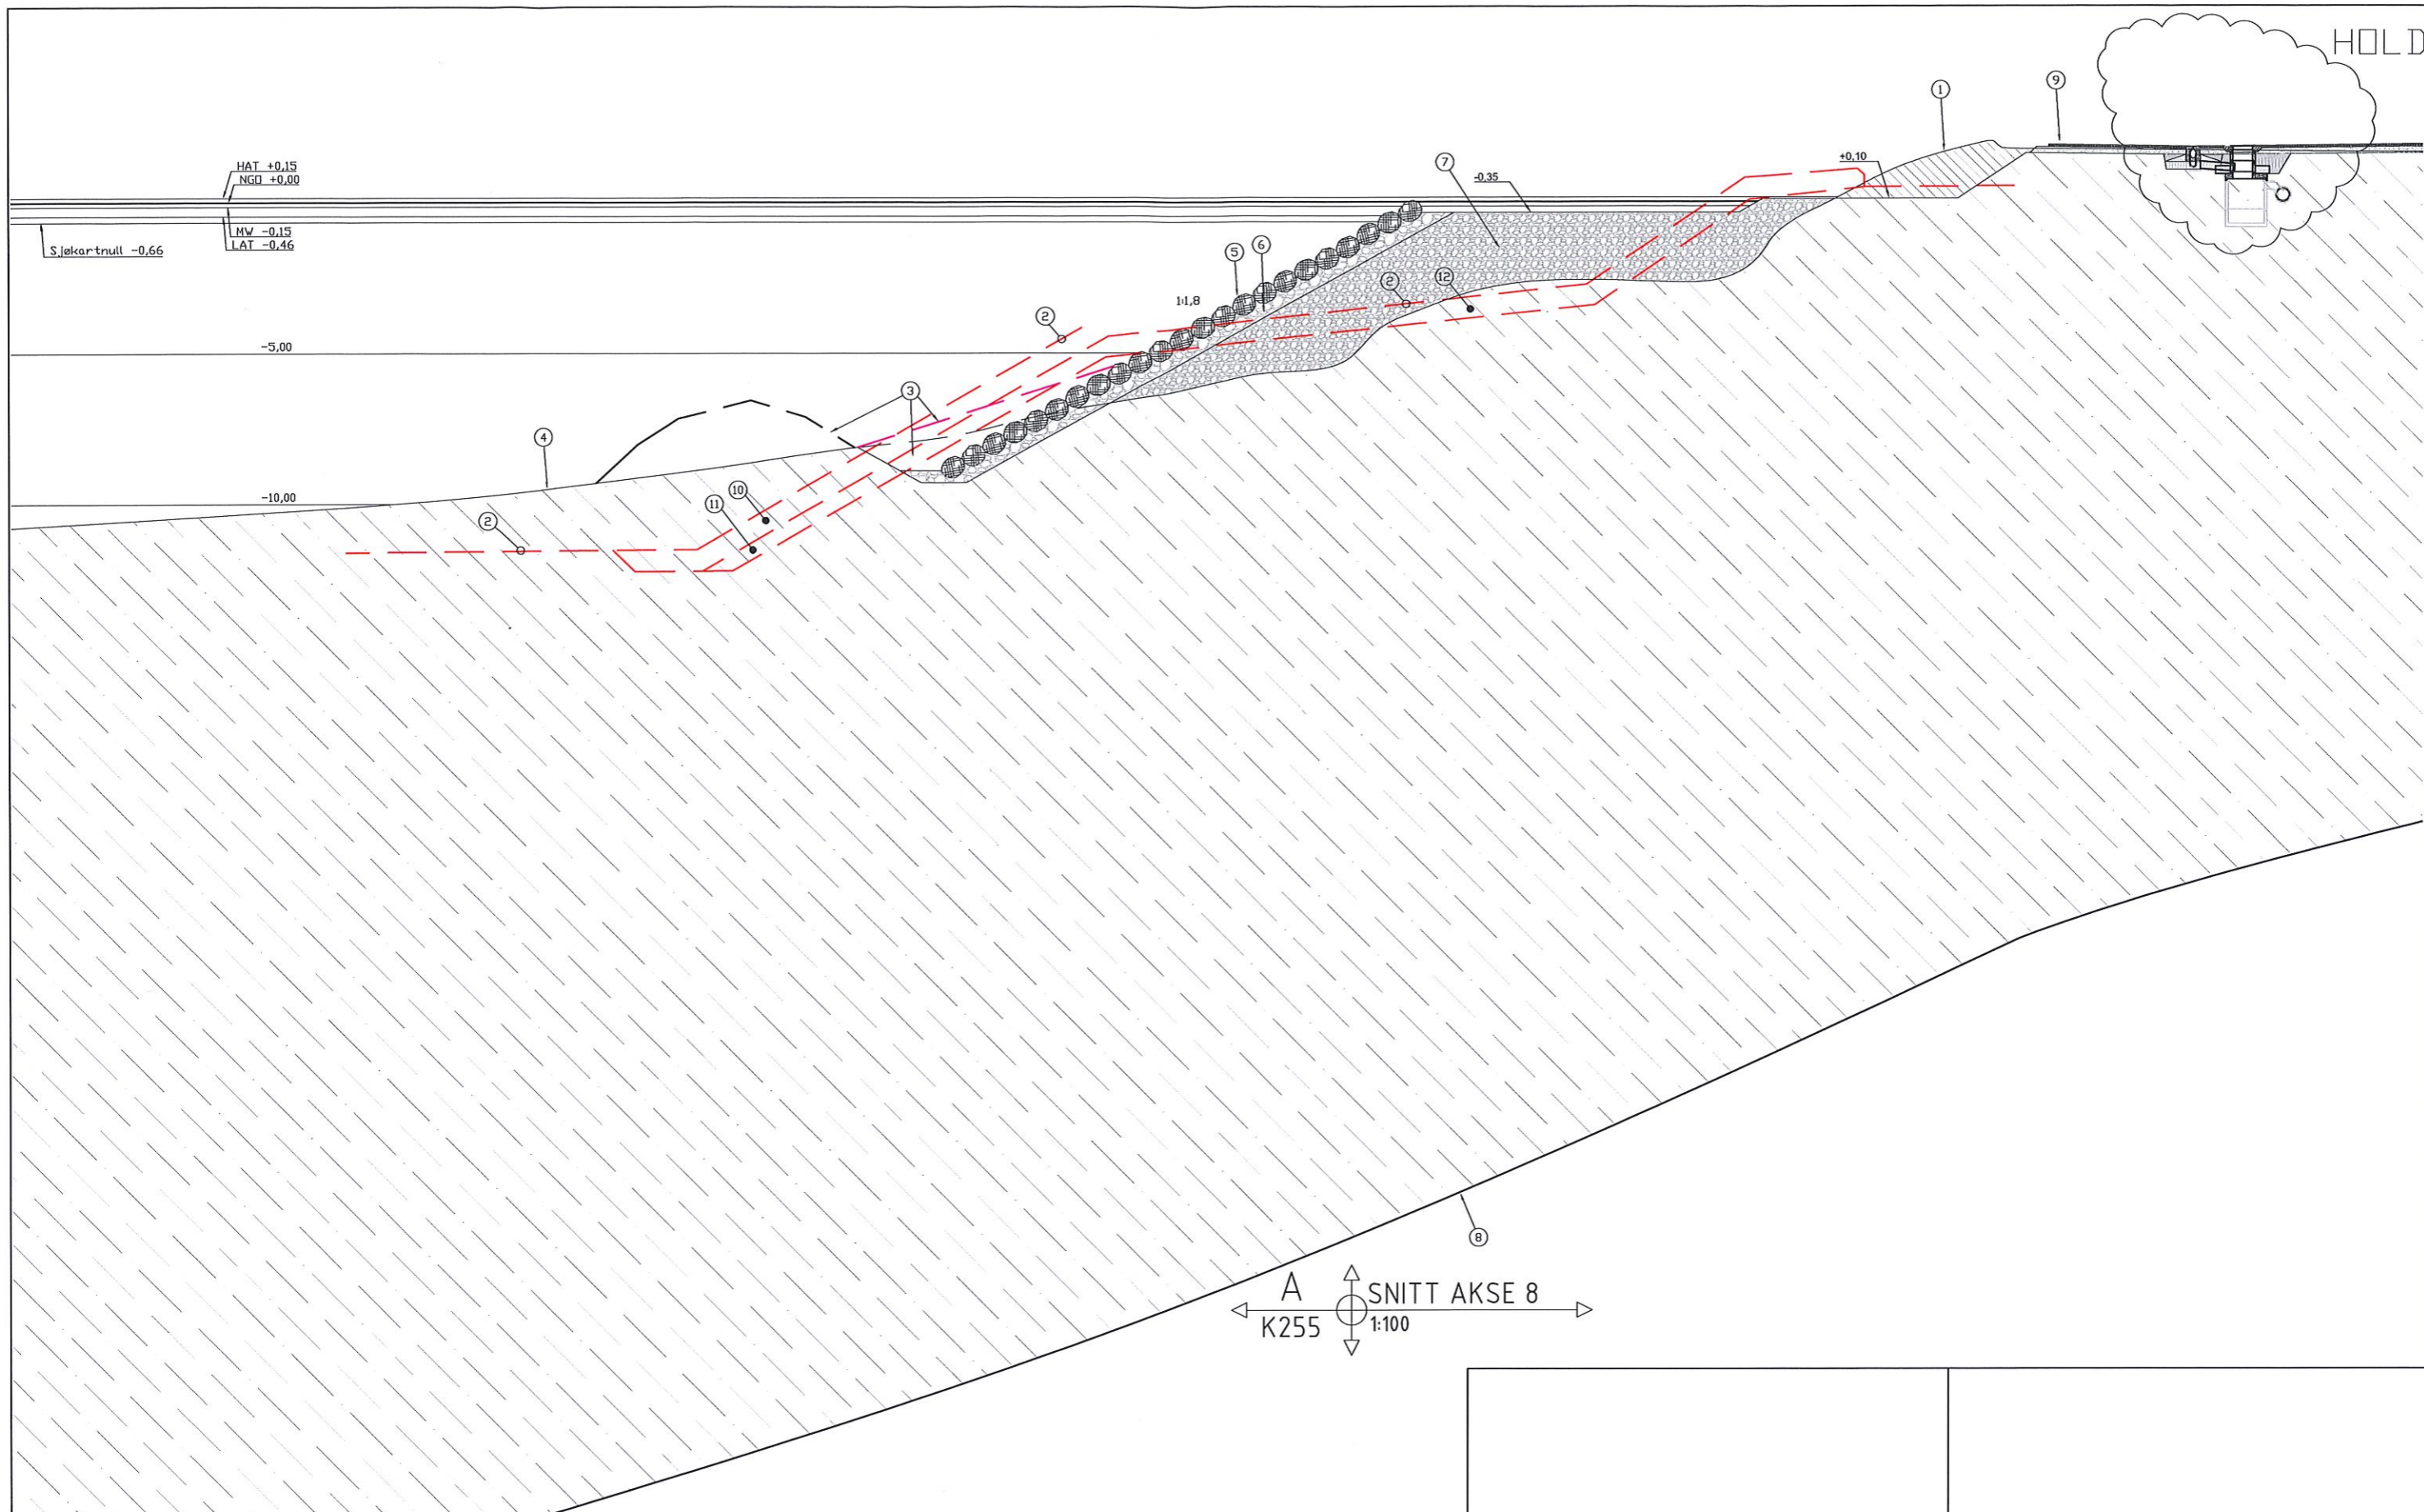 HOLD
9
1
HAT +0,15
NGO +0,00
+0,10
7
-0,35
MW -0,15
LAT -0,46
Sjøkartnull -0,66
5
6
2
12
1:1,8
2
-5,00
3
4
10
-10,00
11
2
8
A
SNITT AKSE 8
K255
1:100